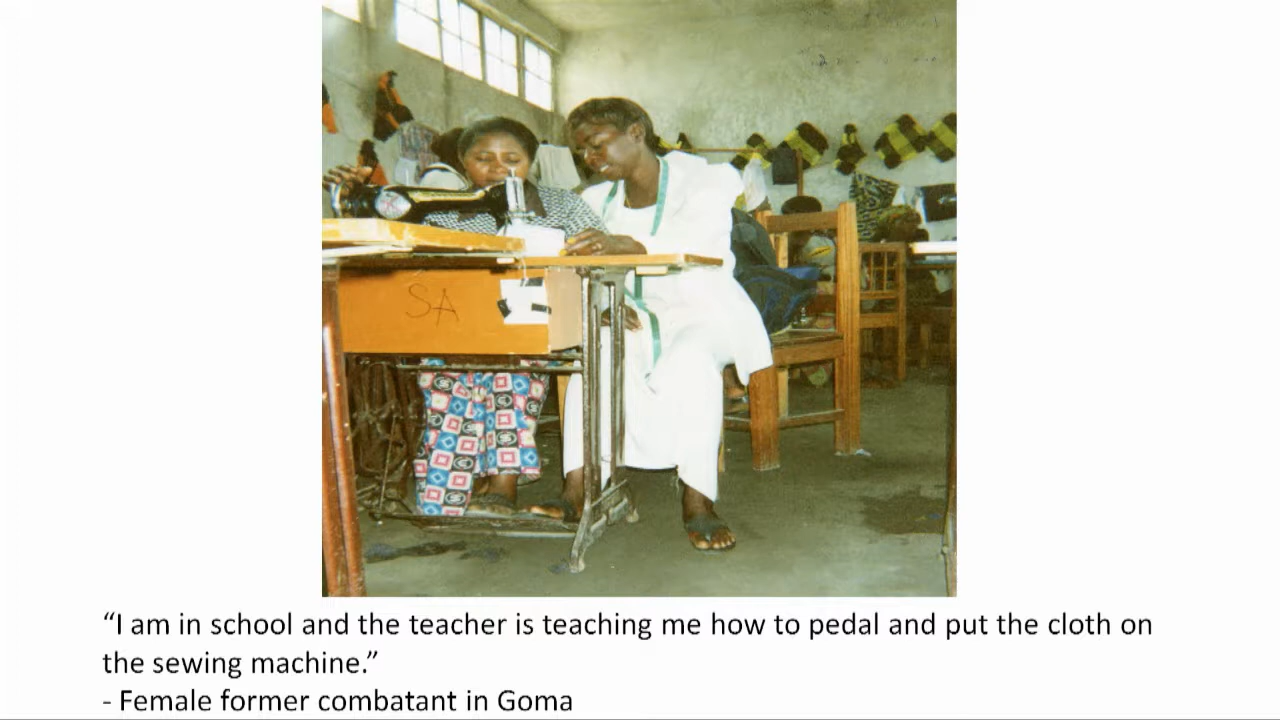 SA
“I am in school and the teacher is teaching me how to pedal and put the cloth on
the sewing machine.”
- Female former combatant in Goma